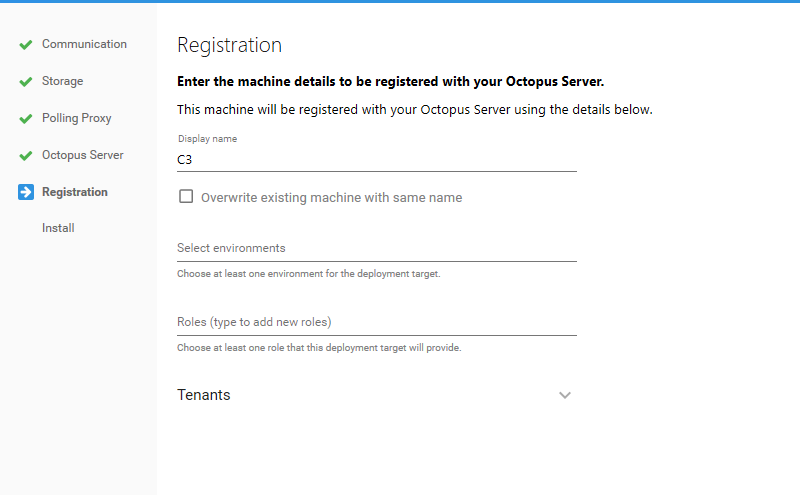 Communication
Storage
Polling Proxy
Octopus Server
Registration
Install
Registration
Enter the machine details to be registered with your Octopus Server.
This machine will be registered with your Octopus Server using the details below.
Display name
C3
Overwrite existing machine with same name
Select environments
Choose at least one environment for the deployment target.
Roles (type to add new roles)
Choose at least one role that this deployment target will provide.
Tenants